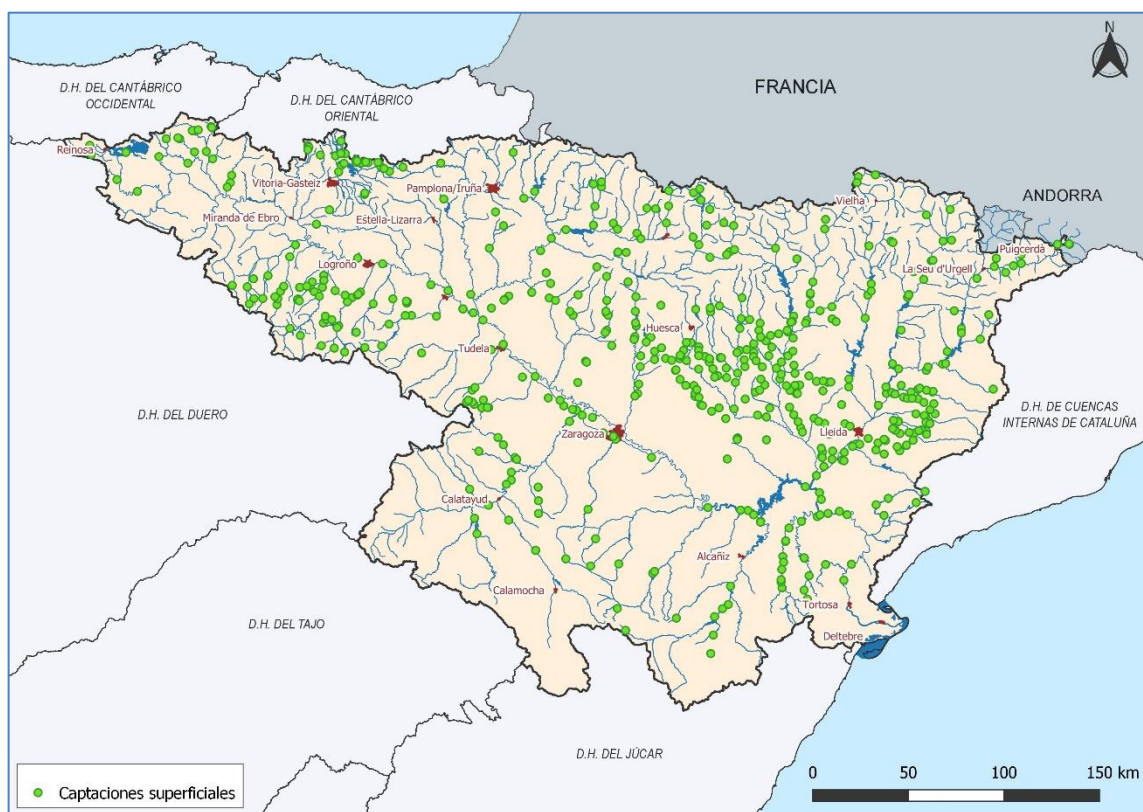 N
D.H. DEL CANTÁBRICO
OCCIDENTAL
D.H. DEL CANTÁBRICO
ORIENTAL
FRANCIA
Reinosa
Vitoria-Gasteiz
Pamplona/Iruña
Vielha
ANDORRA
Miranda de Ebro
Estella-Lizarra
Puigcerdà
La Seu d'Urgell
Logroño
Huesca
Tudela
D.H. DEL DUERO
D.H. DE CUENCAS
INTERNAS DE CATALUÑA
Zaragoza
Lleida
Calatayud
Alcañiz
Calamocha
Tortosa
D.H. DEL TAJO
Deltebre
D.H. DEL JÚCAR
Captaciones superficiales
0 50 100 150 km